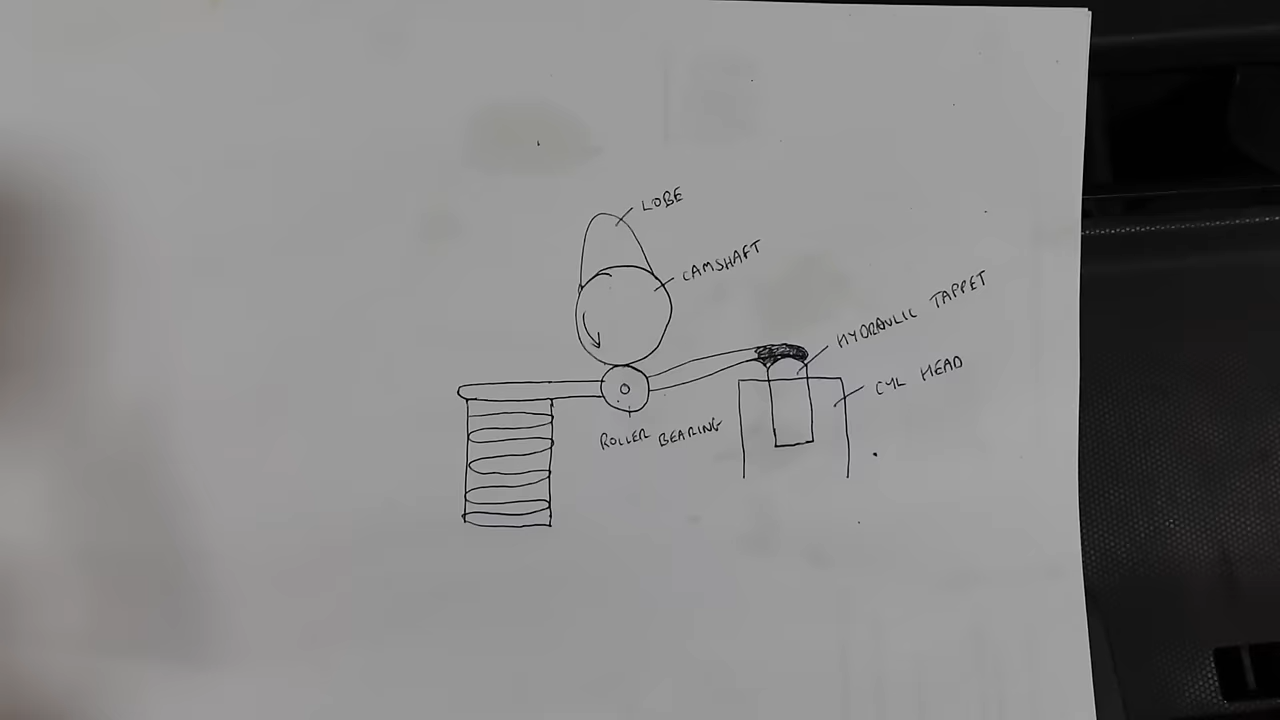 LOBE
CAMSHAFT
HYDRAULIC TAPPET
CYL HEAD
ROLLER BEARING